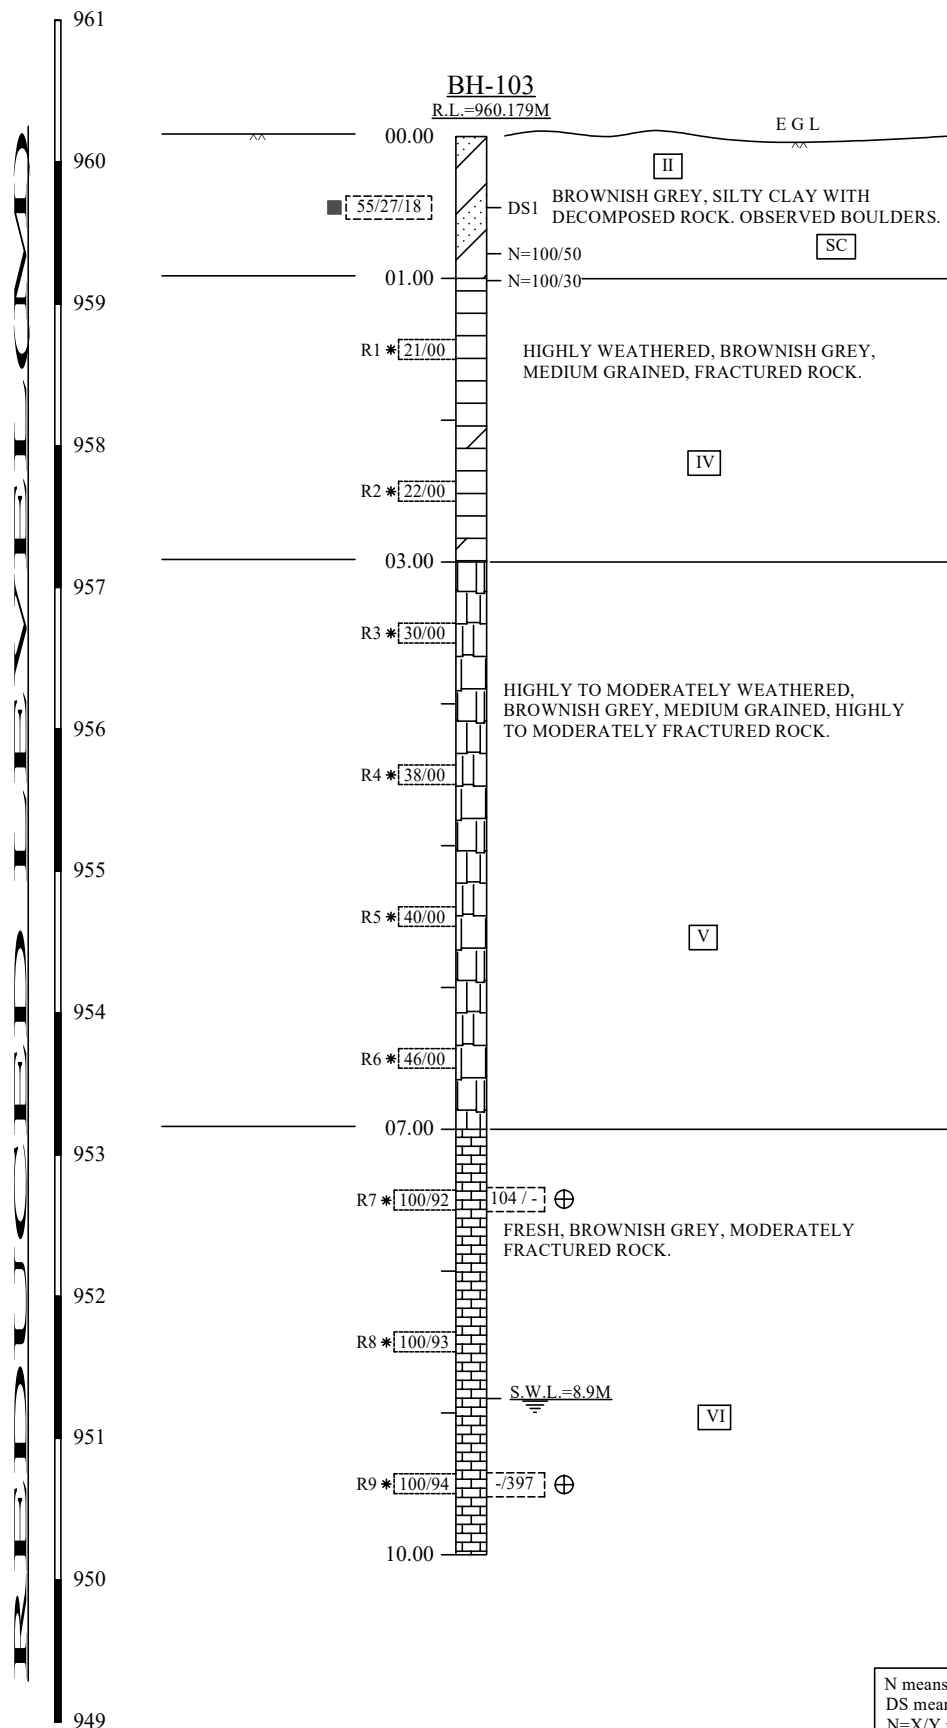 961
BH-103
R.L.=960.179M
00.00
E G L
960
II
BROWNISH GREY, SILTY CLAY WITH
DECOMPOSED ROCK. OBSERVED BOULDERS.
55/27/18
DS1
SC
N=100/50
01.00
N=100/30
959
R1 * 21/00
HIGHLY WEATHERED, BROWNISH GREY,
MEDIUM GRAINED, FRACTURED ROCK.
958
IV
R2 * 22/00
03.00
957
R3 * 30/00
HIGHLY TO MODERATELY WEATHERED,
BROWNISH GREY, MEDIUM GRAINED, HIGHLY
TO MODERATELY FRACTURED ROCK.
956
R4 * 38/00
955
R5 * 40/00
V
954
R6 * 46/00
07.00
953
R7 * 100/92
104 / -
FRESH, BROWNISH GREY, MODERATELY
FRACTURED ROCK.
952
R8 * 100/93
S.W.L.=8.9M
VI
951
R9 * 100/94
-/397
10.00
950
949
REDUCED LEVEL(M)
N means
DS mean
N=X/Y